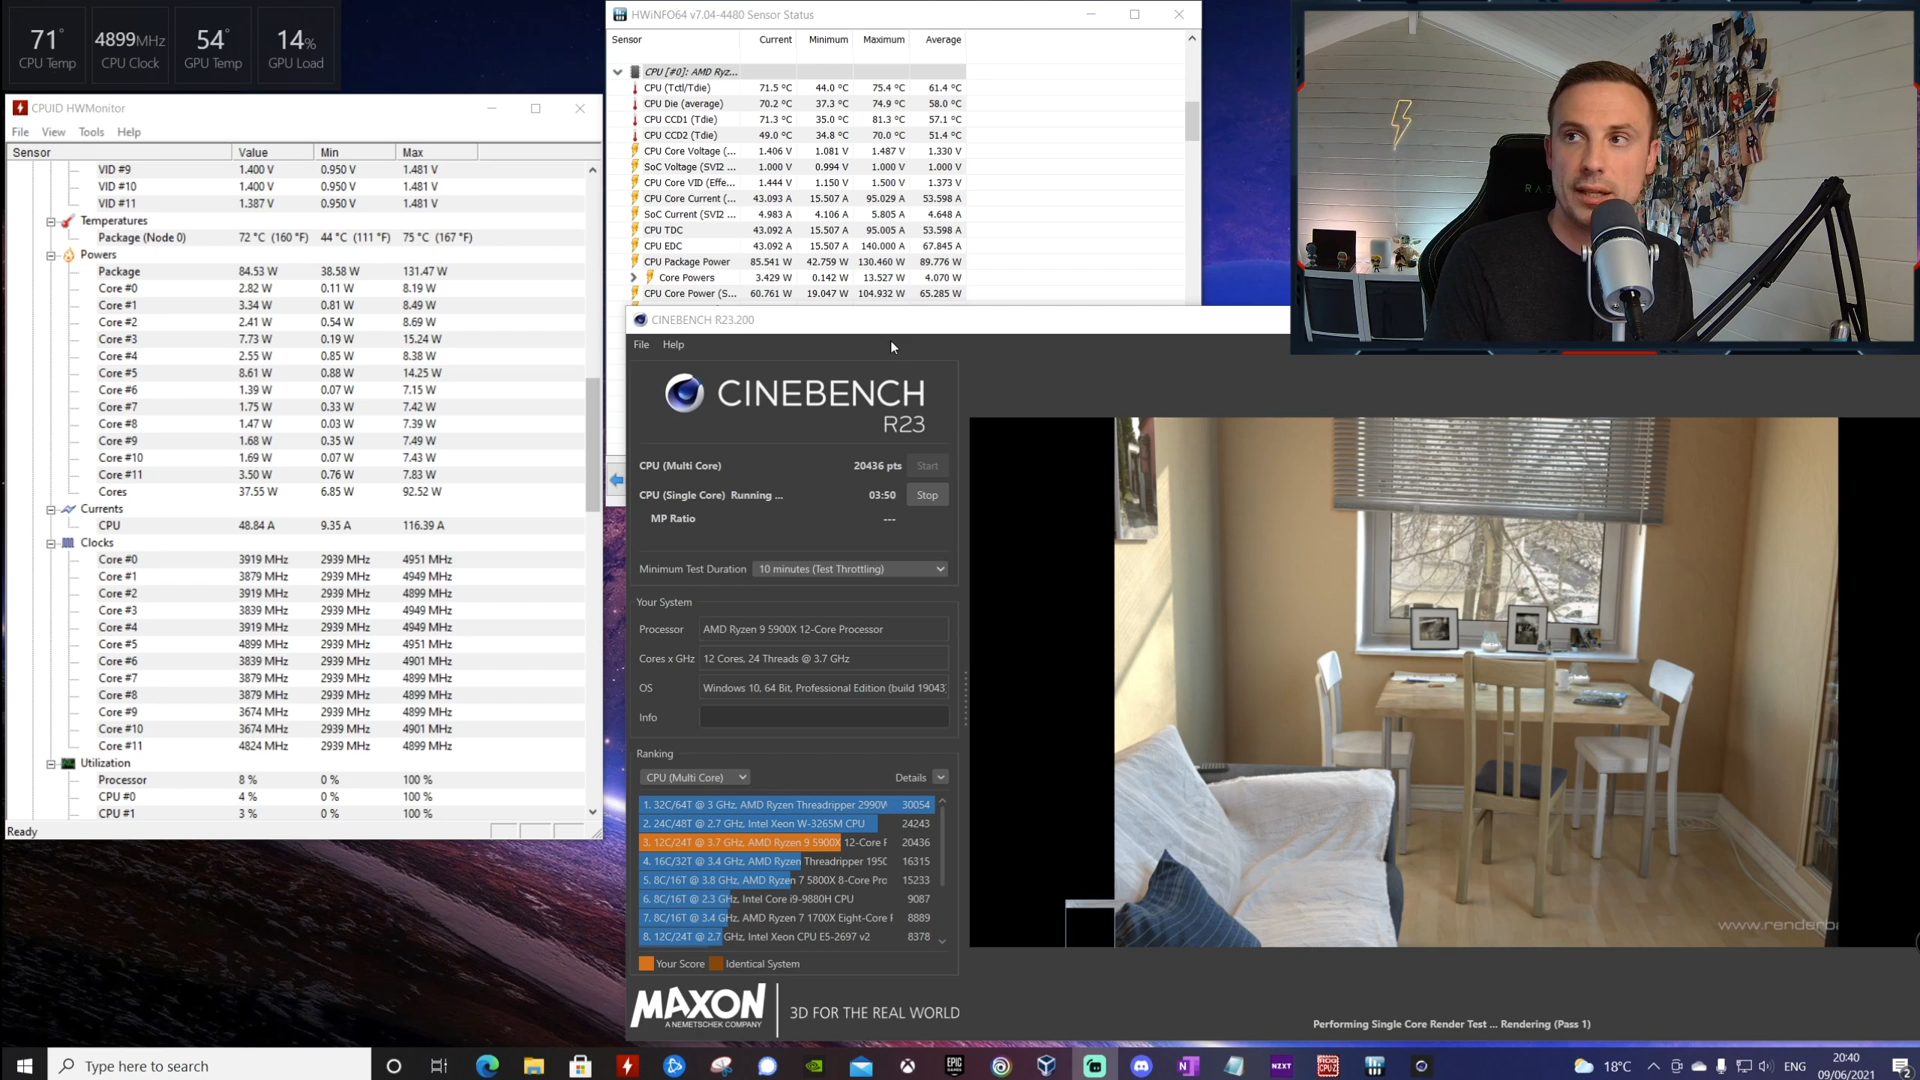 71° CPU Temp
4899MHz CPU Clock
54° GPU Temp
14% GPU Load
CPUID HWMonitor
File View Tools Help
Sensor Value Min Max
VID #9 1.400 V 0.950 V 1.481 V
VID #10 1.400 V 0.950 V 1.481 V
VID #11 1.387 V 0.950 V 1.481 V
Temperatures
Package (Node 0) 72 °C (160 °F) 44 °C (111 °F) 75 °C (167 °F)
Powers
Package 84.53 W 38.58 W 131.47 W
Core #0 2.82 W 0.11 W 8.19 W
Core #1 3.34 W 0.81 W 8.49 W
Core #2 2.41 W 0.54 W 8.69 W
Core #3 7.73 W 0.19 W 15.24 W
Core #4 2.55 W 0.85 W 8.38 W
Core #5 8.61 W 0.88 W 14.25 W
Core #6 1.39 W 0.07 W 7.15 W
Core #7 1.75 W 0.33 W 7.42 W
Core #8 1.47 W 0.03 W 7.39 W
Core #9 1.68 W 0.35 W 7.49 W
Core #10 1.69 W 0.07 W 7.43 W
Core #11 3.50 W 0.76 W 7.83 W
Cores 37.55 W 6.85 W 92.52 W
Currents
CPU 48.84 A 9.35 A 116.39 A
Clocks
Core #0 3919 MHz 2939 MHz 4951 MHz
Core #1 3879 MHz 2939 MHz 4949 MHz
Core #2 3919 MHz 2939 MHz 4899 MHz
Core #3 3839 MHz 2939 MHz 4949 MHz
Core #4 3919 MHz 2939 MHz 4949 MHz
Core #5 4899 MHz 2939 MHz 4951 MHz
Core #6 3839 MHz 2939 MHz 4901 MHz
Core #7 3879 MHz 2939 MHz 4899 MHz
Core #8 3879 MHz 2939 MHz 4899 MHz
Core #9 3674 MHz 2939 MHz 4899 MHz
Core #10 3674 MHz 2939 MHz 4901 MHz
Core #11 4824 MHz 2939 MHz 4899 MHz
Utilization
Processor 8 % 0 % 100 %
CPU #0 4 % 0 % 100 %
CPU #1 3 % 0 % 100 %
Ready
HWiNFO64 v7.04-4480 Sensor Status
Sensor Current Minimum Maximum Average
CPU [#0]: AMD Ryz...
CPU (Tctl/Tdie) 71.5 °C 44.0 °C 75.4 °C 61.4 °C
CPU Die (average) 70.2 °C 37.3 °C 74.9 °C 58.0 °C
CPU CCD1 (Tdie) 71.3 °C 35.0 °C 81.3 °C 57.1 °C
CPU CCD2 (Tdie) 49.0 °C 34.8 °C 70.0 °C 51.4 °C
CPU Core Voltage (... 1.406 V 1.081 V 1.487 V 1.330 V
SoC Voltage (SVI2 ... 1.000 V 0.994 V 1.000 V 1.000 V
CPU Core VID (Effe... 1.444 V 1.150 V 1.500 V 1.373 V
CPU Core Current (... 43.093 A 15.507 A 95.029 A 53.598 A
SoC Current (SVI2 ... 4.983 A 4.106 A 5.805 A 4.648 A
CPU TDC 43.092 A 15.507 A 95.005 A 53.598 A
CPU EDC 43.092 A 15.507 A 140.000 A 67.845 A
CPU Package Power 85.541 W 42.759 W 130.460 W 89.776 W
Core Powers 3.429 W 0.142 W 13.527 W 4.070 W
CPU Core Power (S... 60.761 W 19.047 W 104.932 W 65.285 W
CINEBENCH R23.200
File Help
CINEBENCH
R23
CPU (Multi Core) 20436 pts Start
CPU (Single Core) Running ... 03:50 Stop
MP Ratio ---
Minimum Test Duration 10 minutes (Test Throttling)
Your System
Processor AMD Ryzen 9 5900X 12-Core Processor
Cores x GHz 12 Cores, 24 Threads @ 3.7 GHz
OS Windows 10, 64 Bit, Professional Edition (build 19043
Info
Ranking
CPU (Multi Core) Details
1. 32C/64T @ 3 GHz, AMD Ryzen Threadripper 2990W 30054
2. 24C/48T @ 2.7 GHz, Intel Xeon W-3265M CPU 24243
3. 12C/24T @ 3.7 GHz, AMD Ryzen 9 5900X 12-Core P 20436
4. 16C/32T @ 3.4 GHz, AMD Ryzen Threadripper 1950 16315
5. 8C/16T @ 3.8 GHz, AMD Ryzen 7 5800X 8-Core Pro 15233
6. 8C/16T @ 2.3 GHz, Intel Core i9-9880H CPU 9087
7. 8C/16T @ 3.4 GHz, AMD Ryzen 7 1700X Eight-Core P 8889
8. 12C/24T @ 2.7 GHz, Intel Xeon CPU E5-2697 v2 8378
Your Score Identical System
MAXON
A NEMETSCHEK COMPANY
3D FOR THE REAL WORLD
www.renderb
Performing Single Core Render Test ... Rendering (Pass 1)
Type here to search
EPIC
NZXT
CPU-Z
18°C
ENG
20:40
09/06/2021
2